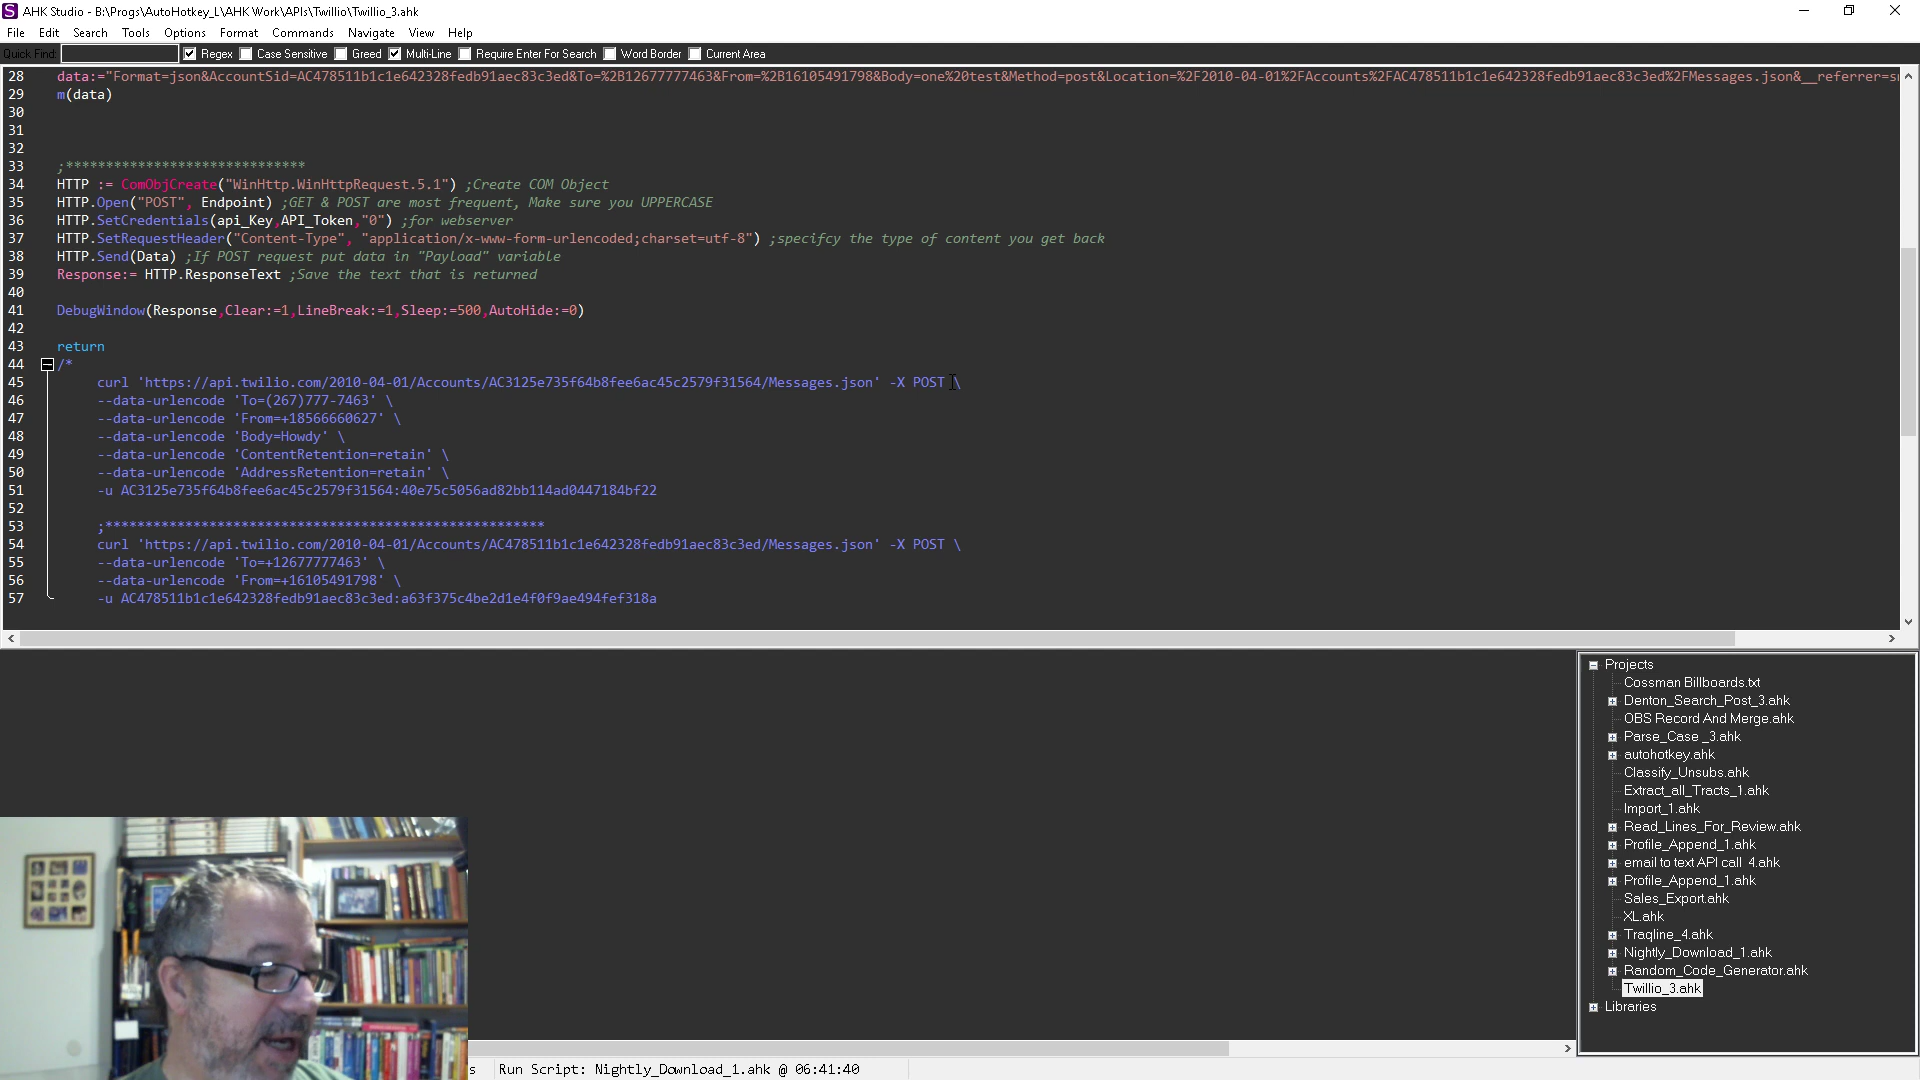 AHK Studio - B:\Progs\AutoHotkey_L\AHK Work\APIs\Twillio\Twillio_3.ahk
File Edit Search Tools Options Format Commands Navigate View Help
Quick Find: Regex Case Sensitive Greed Multi-Line Require Enter For Search Word Border Current Area
28 data:="Format=json&AccountSid=AC478511b1c1e642328fedb91aec83c3ed&To=%2B12677777463&From=%2B16105491798&Body=one%20test&Method=post&Location=%2F2010-04-01%2FAccounts%2FAC478511b1c1e642328fedb91aec83c3ed%2FMessages.json&__referrer=s
29 m(data)
30
31
32
33 ;******************************
34 HTTP := ComObjCreate("WinHttp.WinHttpRequest.5.1") ;Create COM Object
35 HTTP.Open("POST", Endpoint) ;GET & POST are most frequent, Make sure you UPPERCASE
36 HTTP.SetCredentials(api_Key,API_Token,"0") ;for webserver
37 HTTP.SetRequestHeader("Content-Type", "application/x-www-form-urlencoded;charset=utf-8") ;specifcy the type of content you get back
38 HTTP.Send(Data) ;If POST request put data in "Payload" variable
39 Response:= HTTP.ResponseText ;Save the text that is returned
40
41 DebugWindow(Response,Clear:=1,LineBreak:=1,Sleep:=500,AutoHide:=0)
42
43 return
44 /*
45 curl 'https://api.twilio.com/2010-04-01/Accounts/AC3125e735f64b8fee6ac45c2579f31564/Messages.json' -X POST \
46 --data-urlencode 'To=(267)777-7463' \
47 --data-urlencode 'From=+18566660627' \
48 --data-urlencode 'Body=Howdy' \
49 --data-urlencode 'ContentRetention=retain' \
50 --data-urlencode 'AddressRetention=retain' \
51 -u AC3125e735f64b8fee6ac45c2579f31564:40e75c5056ad82bb114ad0447184bf22
52
53 ;*******************************************************
54 curl 'https://api.twilio.com/2010-04-01/Accounts/AC478511b1c1e642328fedb91aec83c3ed/Messages.json' -X POST \
55 --data-urlencode 'To=+12677777463' \
56 --data-urlencode 'From=+16105491798' \
57 -u AC478511b1c1e642328fedb91aec83c3ed:a63f375c4be2d1e4f0f9ae494fef318a
Projects
Cossman Billboards.txt
Denton_Search_Post_3.ahk
OBS Record And Merge.ahk
Parse_Case _3.ahk
autohotkey.ahk
Classify_Unsubs.ahk
Extract_all_Tracts_1.ahk
Import_1.ahk
Read_Lines_For_Review.ahk
Profile_Append_1.ahk
email to text API call 4.ahk
Profile_Append_1.ahk
Sales_Export.ahk
XL.ahk
Traqline_4.ahk
Nightly_Download_1.ahk
Random_Code_Generator.ahk
Twillio_3.ahk
Libraries
s Run Script: Nightly_Download_1.ahk @ 06:41:40